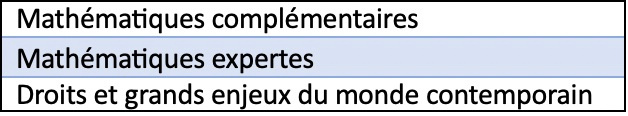 Mathématiques complémentaires
Mathématiques expertes
Droits et grands enjeux du monde contemporain